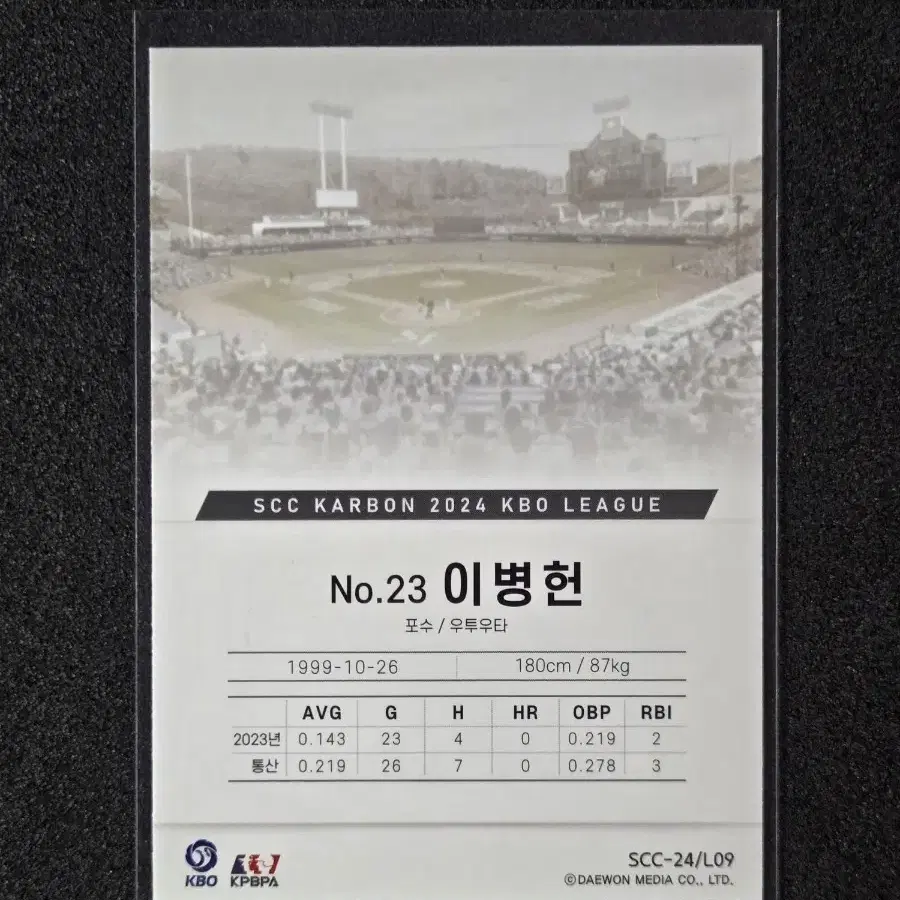 SCC KARBON 2024 KBO LEAGUE
No.23 이병헌
포수 / 우투우타
1999-10-26 180cm / 87kg
AVG G H HR OBP RBI
2023년 0.143 23 4 0 0.219 2
통산 0.219 26 7 0 0.278 3
KBO KPBPA
SCC-24/L09
©DAEWON MEDIA CO., LTD.